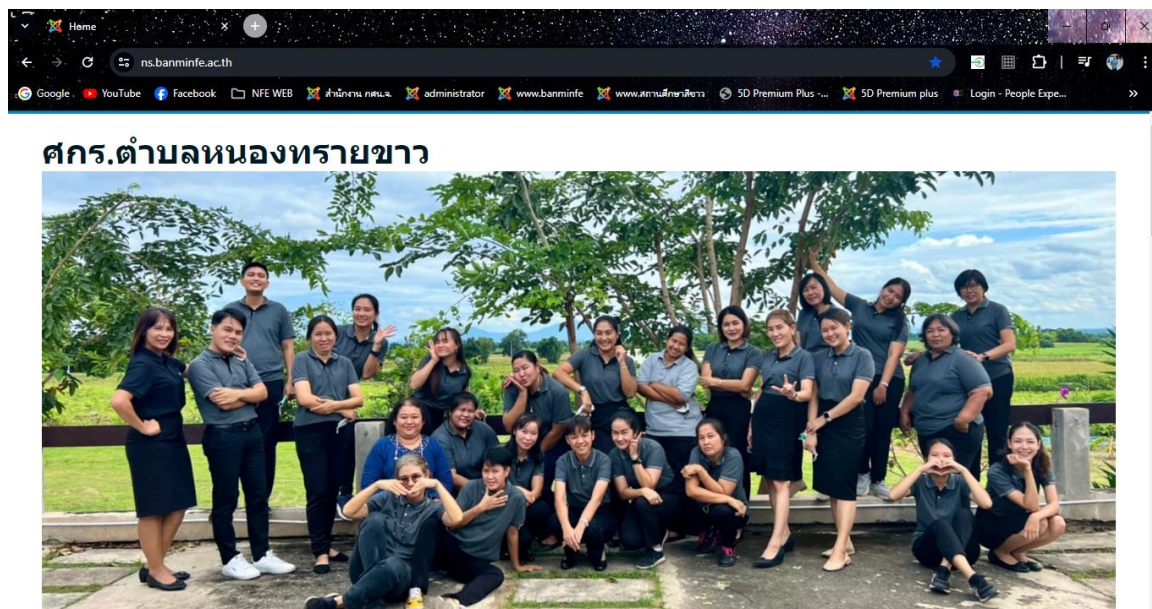 Home
ns.banminfe.ac.th
Google YouTube Facebook NFE WEB สำนักงาน กศน.จ. administrator www.banminfe www.สถานศึกษาสีขาว 5D Premium Plus -... 5D Premium plus Login - People Expe...
ศกร.ตำบลหนองทรายขาว